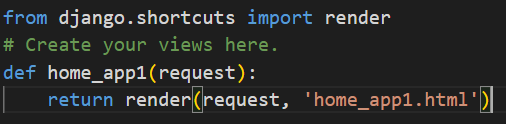 from django.shortcuts import render
# Create your views here.
def home_app1(request):
    return render(request, 'home_app1.html')